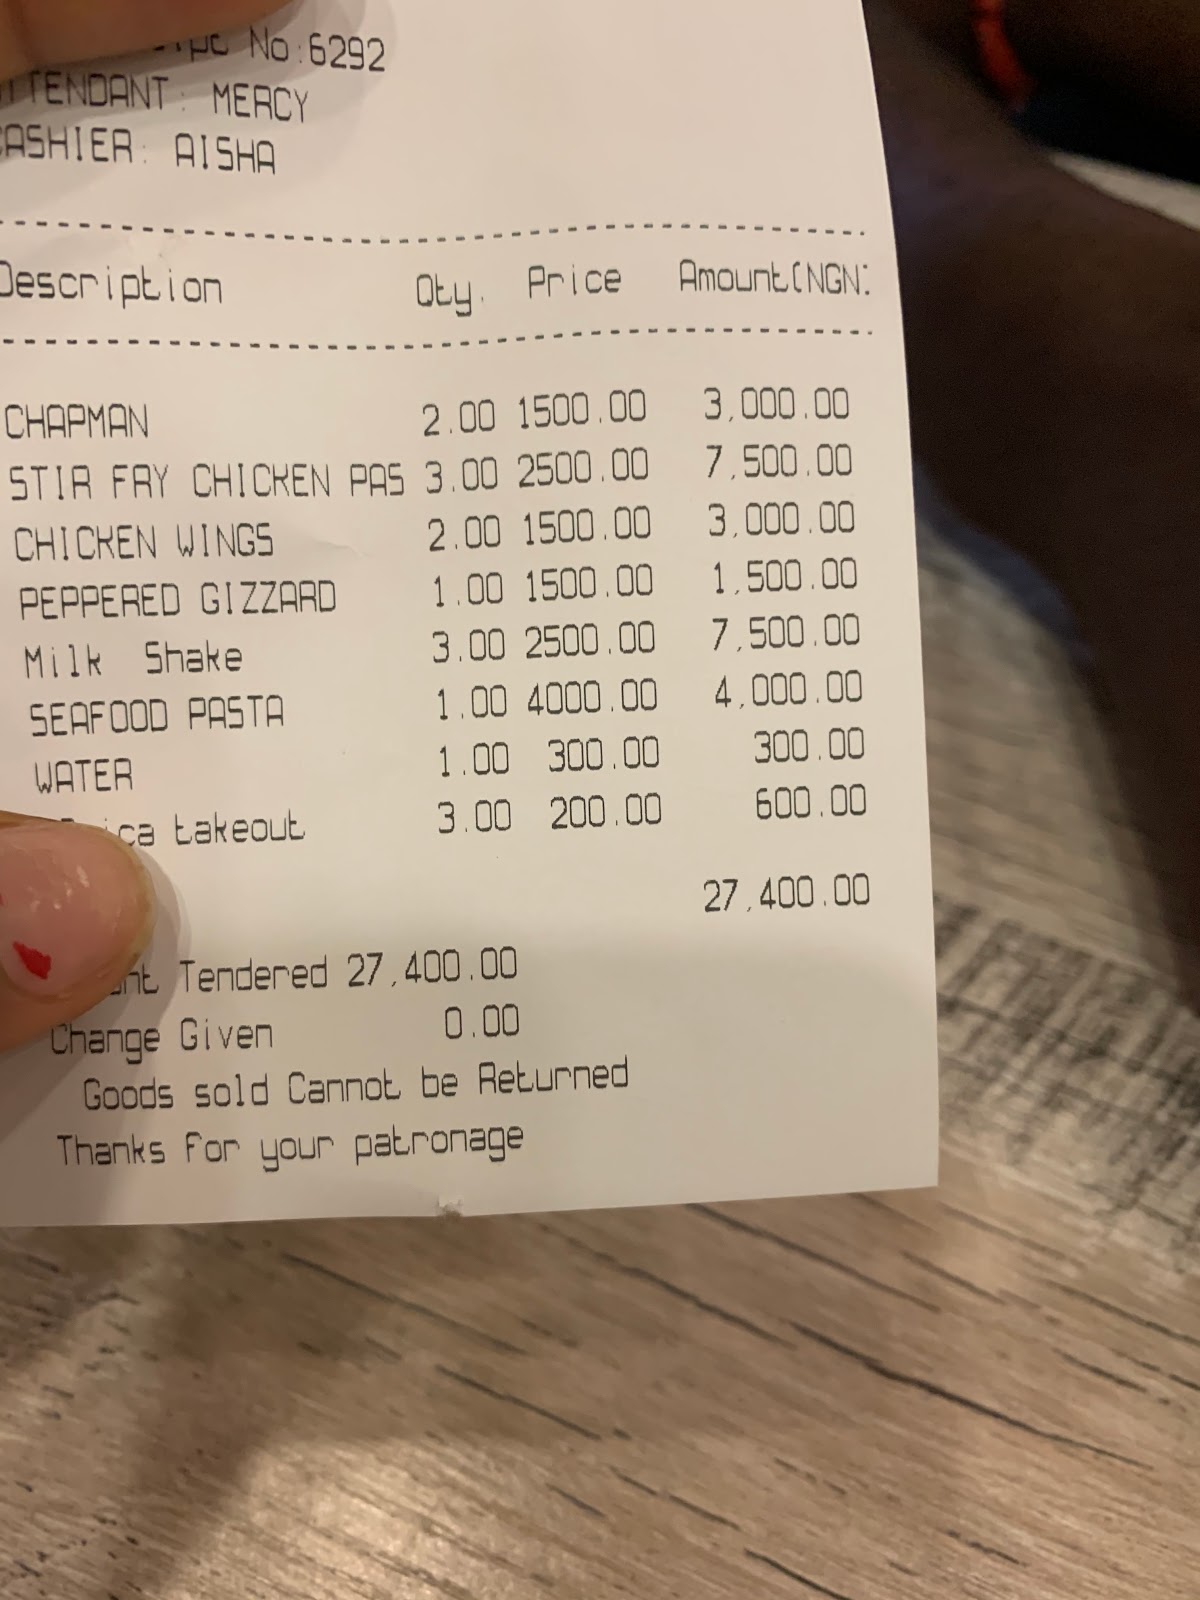 No:6292
ATTENDANT: MERCY
CASHIER: AISHA
Description Qty. Price Amount(NGN:
CHAPMAN 2.00 1500.00 3,000.00
STIR FRY CHICKEN PAS 3.00 2500.00 7,500.00
CHICKEN WINGS 2.00 1500.00 3,000.00
PEPPERED GIZZARD 1.00 1500.00 1,500.00
Milk Shake 3.00 2500.00 7,500.00
SEAFOOD PASTA 1.00 4000.00 4,000.00
WATER 1.00 300.00 300.00
takeout 3.00 200.00 600.00
27,400.00
Tendered 27,400.00
Change Given 0.00
Goods sold Cannot be Returned
Thanks for your patronage